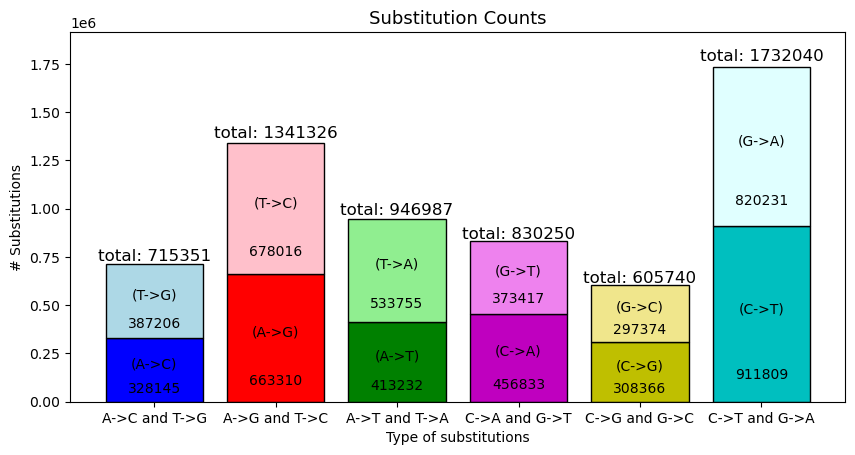 Substitution Counts
1e6
# Substitutions
1.75
1.50
1.25
1.00
0.75
0.50
0.25
0.00
total: 715351
(T->G)
387206
(A->C)
328145
total: 1341326
(T->C)
678016
(A->G)
663310
total: 946987
(T->A)
533755
(A->T)
413232
total: 830250
(G->T)
373417
(C->A)
456833
total: 605740
(G->C)
297374
(C->G)
308366
total: 1732040
(G->A)
820231
(C->T)
911809
A->C and T->G
A->G and T->C
A->T and T->A
C->A and G->T
C->G and G->C
C->T and G->A
Type of substitutions